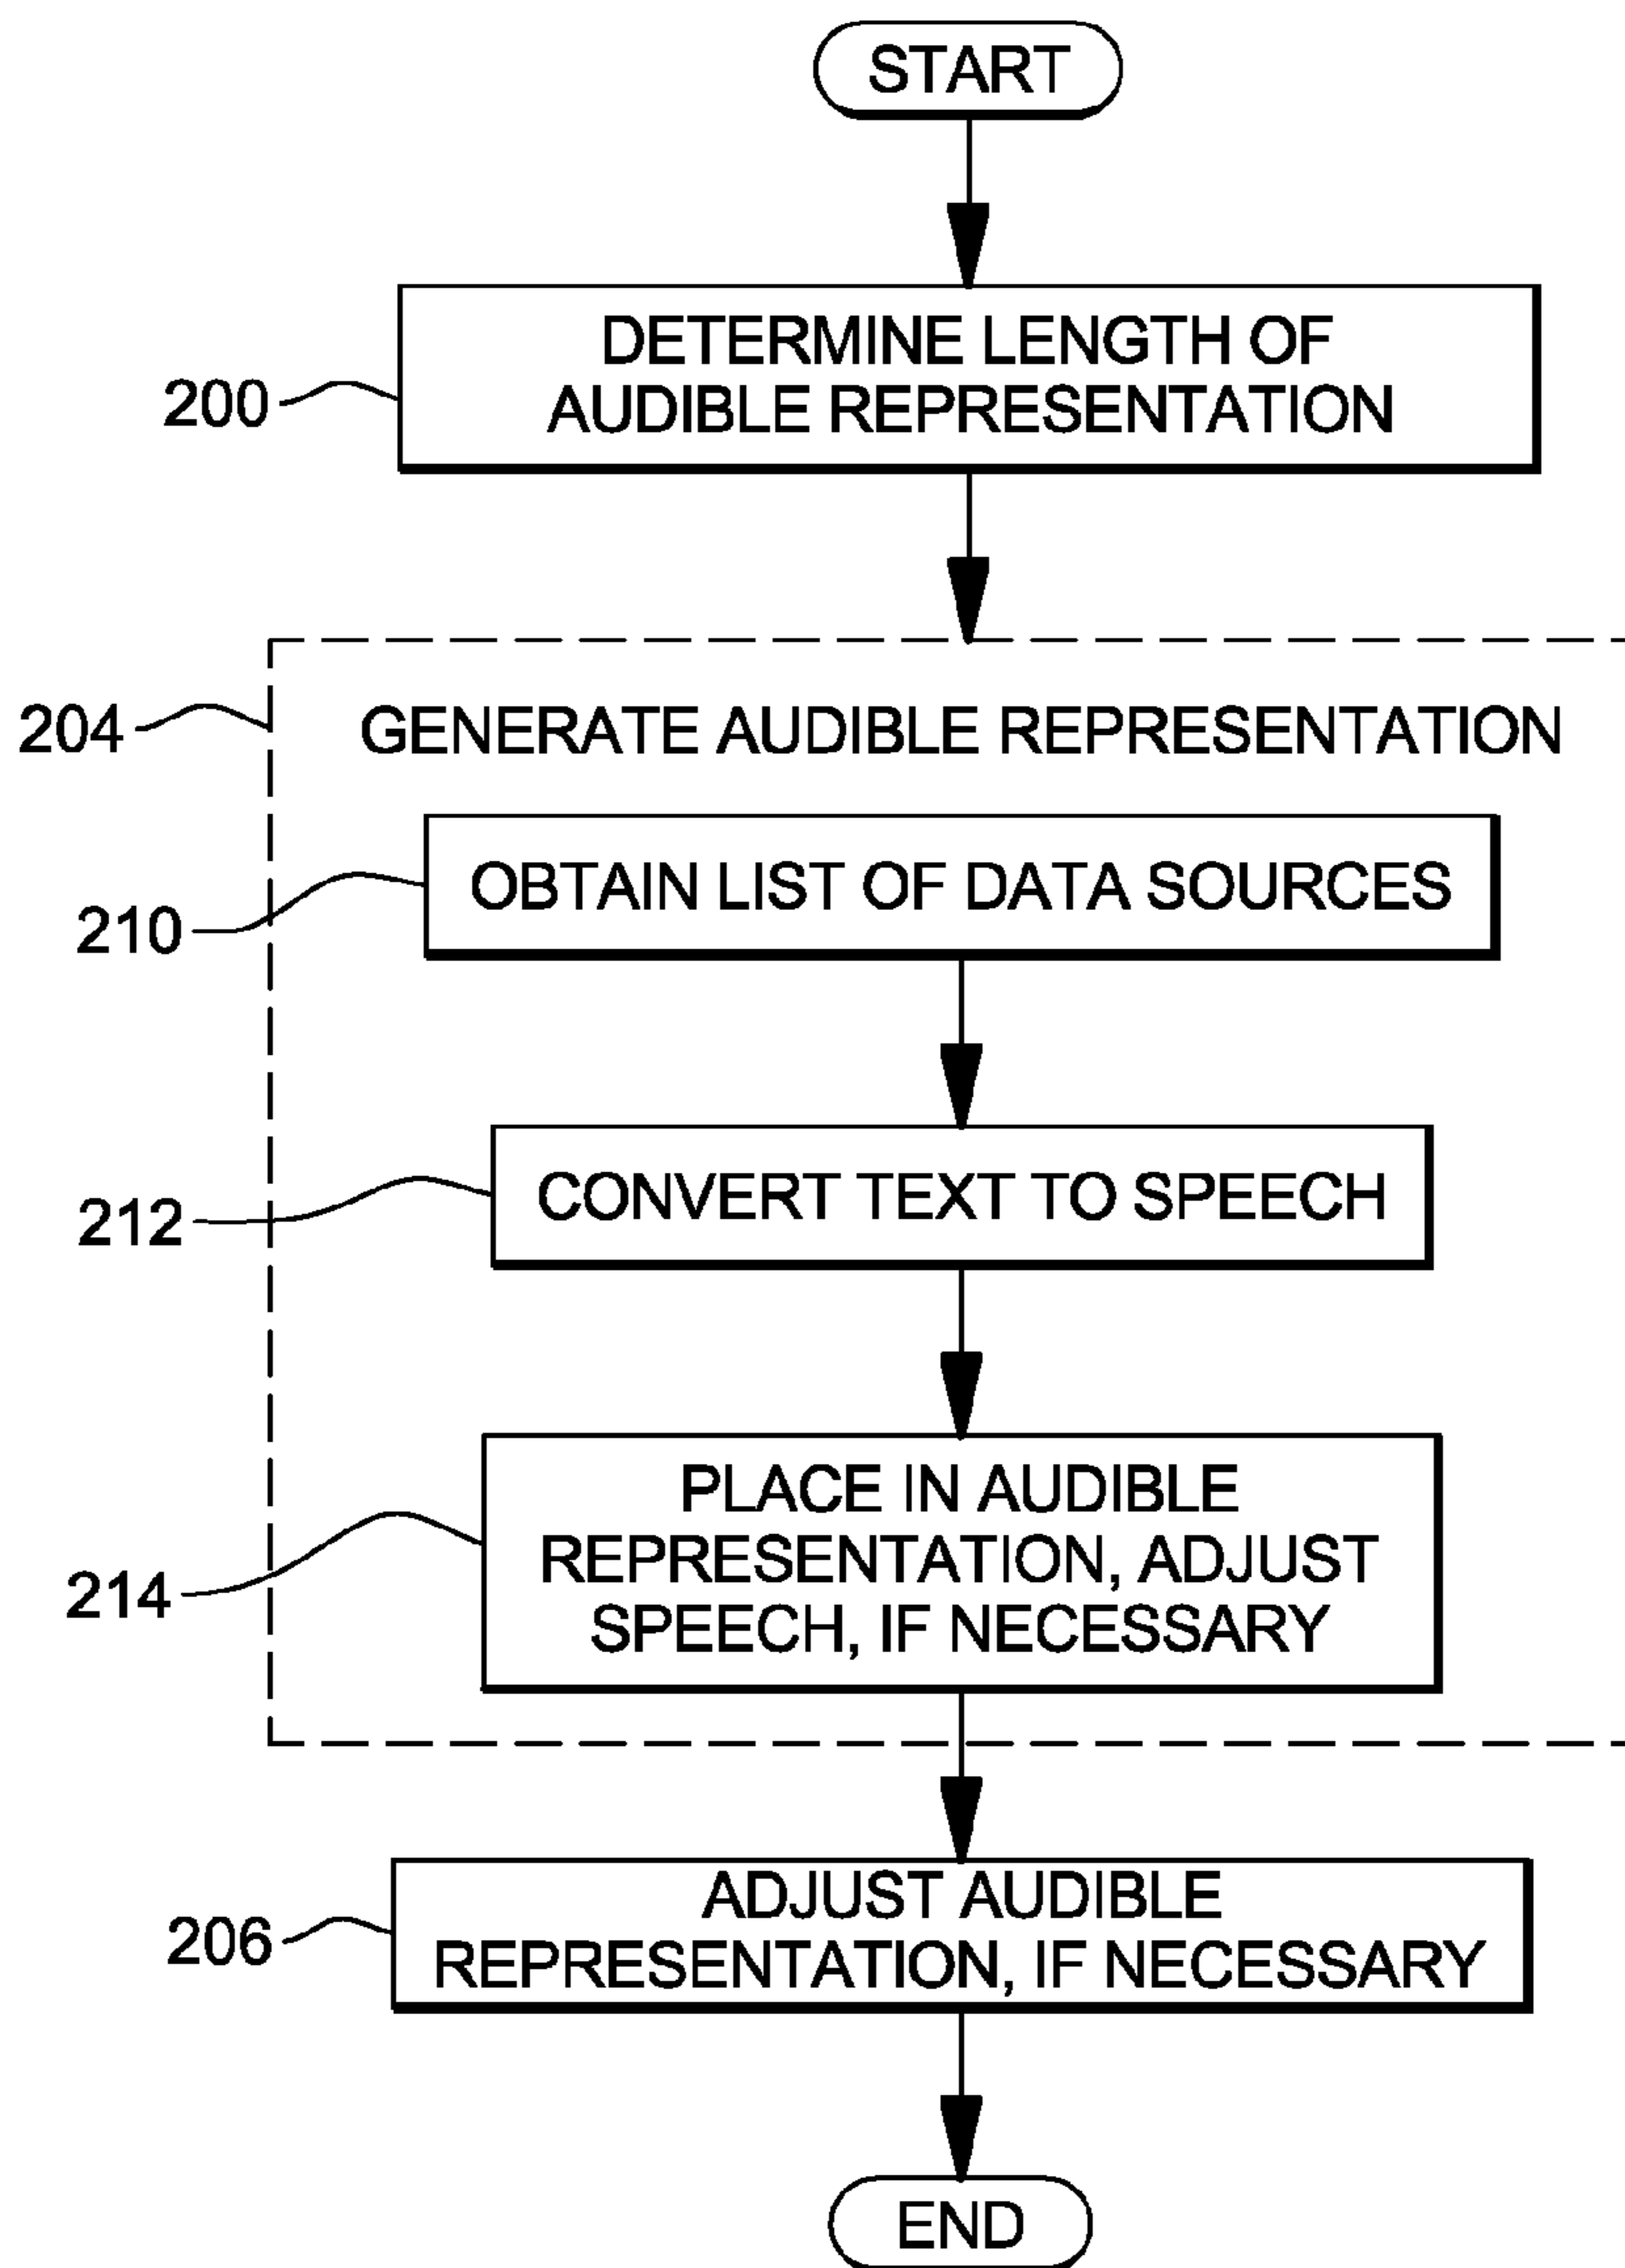 START
DETERMINE LENGTH OF
200
AUDIBLE REPRESENTATION
204
GENERATE AUDIBLE REPRESENTATION
OBTAIN LIST OF DATA SOURCES
210
CONVERT TEXT TO SPEECH
212
PLACE IN AUDIBLE
REPRESENTATION, ADJUST
214
SPEECH, IF NECESSARY
ADJUST AUDIBLE
206
REPRESENTATION, IF NECESSARY
END